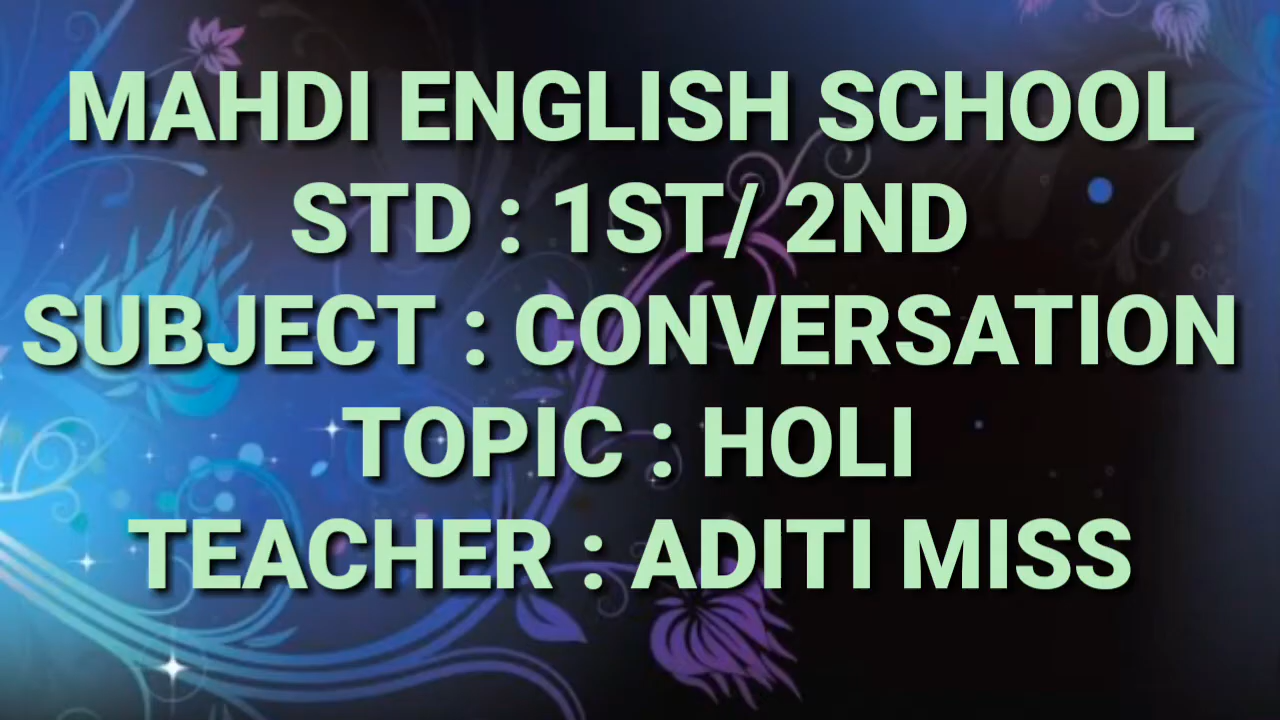 MAHDI ENGLISH SCHOOL
STD : 1ST/ 2ND
SUBJECT : CONVERSATION
TOPIC : HOLI
TEACHER : ADITI MISS